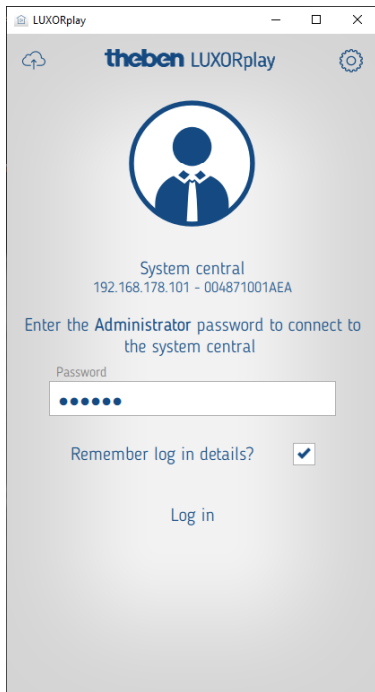 LUXORplay
theben LUXORplay
System central
192.168.178.101 - 004871001AEA
Enter the Administrator password to connect to
the system central
Password
●●●●●●
Remember log in details?
Log in